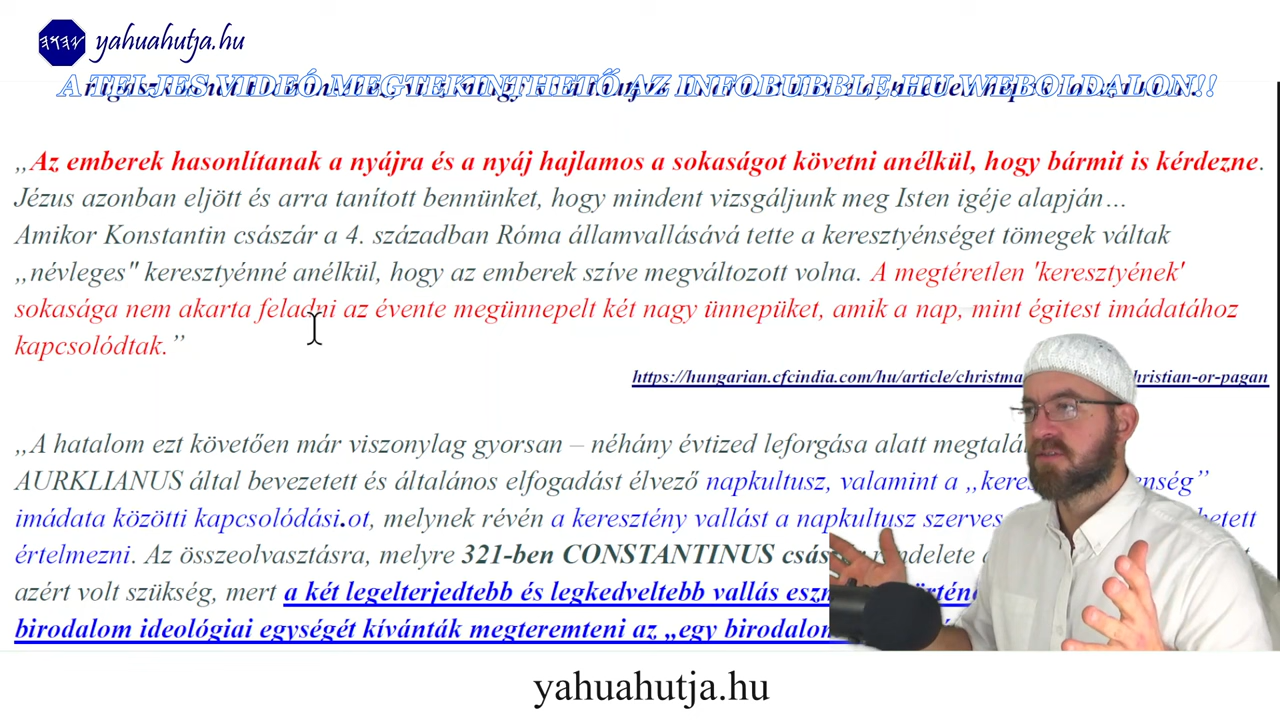 yahuahutja.hu
A TELJES VIDEÓ MEGTEKINTHETŐ AZ INFOBUBBLE.HU WEBOLDALON!!
„Az emberek hasonlítanak a nyájra és a nyáj hajlamos a sokaságot követni anélkül, hogy bármit is kérdezne.
Jézus azonban eljött és arra tanított bennünket, hogy mindent vizsgáljunk meg Isten igéje alapján…
Amikor Konstantin császár a 4. században Róma államvallásává tette a keresztyénséget tömegek váltak
„névleges" keresztyénné anélkül, hogy az emberek szíve megváltozott volna. A megtéretlen 'keresztyének'
sokasága nem akarta feladni az évente megünnepelt két nagy ünnepüket, amik a nap, mint égitest imádatához
kapcsolódtak.”
https://hungarian.cfcindia.com/hu/article/christma hristian-or-pagan
„A hatalom ezt követően már viszonylag gyorsan – néhány évtized leforgása alatt
AURKLIANUS által bevezetett és általános elfogadást élvező napkultusz, valamint a
imádata közötti kapcsolódási.ot, melynek révén a keresztény vallást a napkultusz
értelmezni. Az összeolvasztásra, melyre 321-ben CONSTANTINUS
azért volt szükség, mert a két legelterjedtebb és legkedveltebb vallás
birodalom ideológiai egységét kívánták megteremteni az „egy
yahuahutja.hu